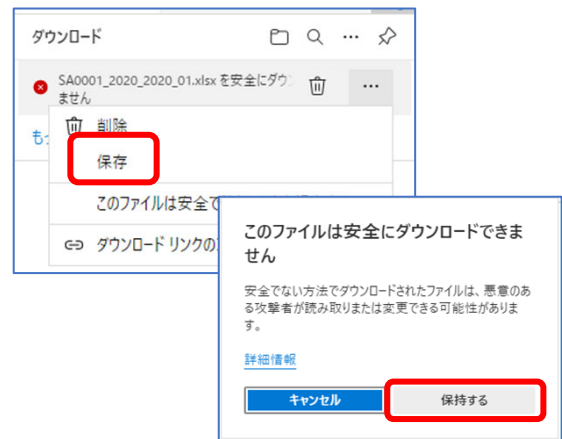 ダウンロード
SA0001_2020_2020_01.xlsx を安全にダウ
ません
削除
保存
このファイルは安全で
ダウンロード リンクの
このファイルは安全にダウンロードできま
せん
安全でない方法でダウンロードされたファイルは、悪意のあ
る攻撃者が読み取りまたは変更できる可能性がありま
す。
詳細情報
キャンセル
保持する